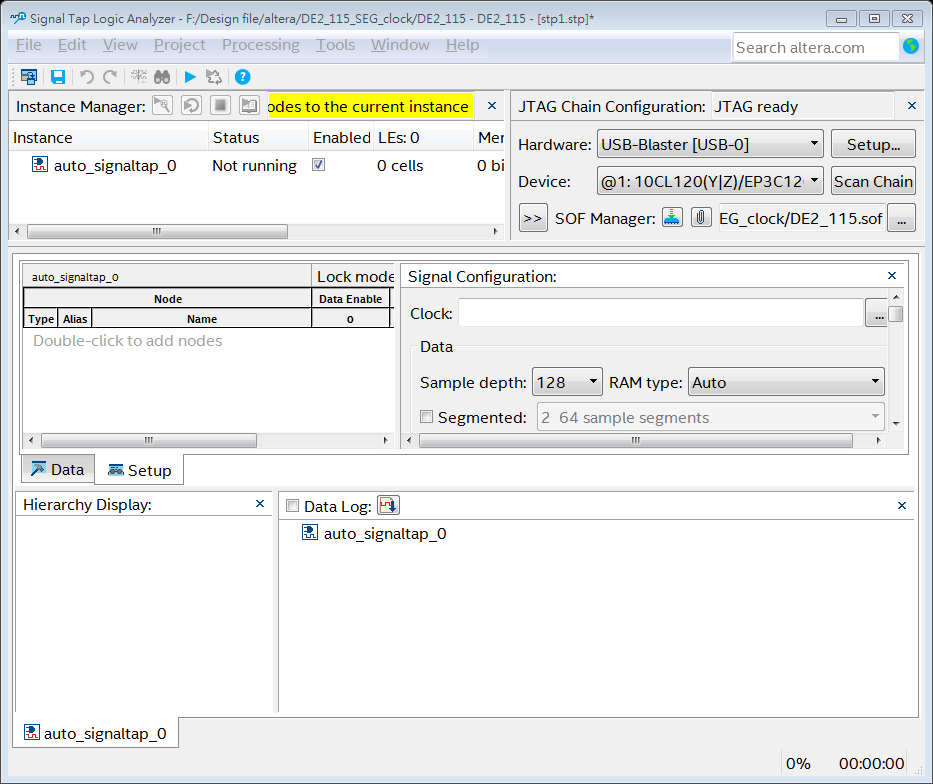 Signal Tap Logic Analyzer - F:/Design file/altera/DE2_115_SEG_clock/DE2_115 - DE2_115 - [stp1.stp]*
File Edit View Project Processing Tools Window Help
Search altera.com
Instance Manager: odes to the current instance
JTAG Chain Configuration: JTAG ready
Instance Status Enabled LEs: 0 Mer
auto_signaltap_0 Not running 0 cells 0 bi
Hardware: USB-Blaster [USB-0] Setup...
Device: @1: 10CL120(Y|Z)/EP3C12 Scan Chain
>> SOF Manager: EG_clock/DE2_115.sof ...
auto_signaltap_0 Lock mode
Node Data Enable
Type Alias Name 0
Double-click to add nodes
Signal Configuration:
Clock: ...
Data
Sample depth: 128 RAM type: Auto
Segmented: 2 64 sample segments
Data Setup
Hierarchy Display:
Data Log:
auto_signaltap_0
auto_signaltap_0
0% 00:00:00